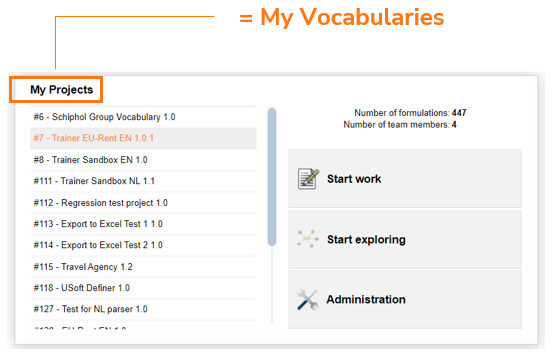 = My Vocabularies
My Projects
#6 - Schiphol Group Vocabulary 1.0
#7 - Trainer EU-Rent EN 1.0.1
#8 - Trainer Sandbox EN 1.0
#111 - Trainer Sandbox NL 1.1
#112 - Regression test project 1.0
#113 - Export to Excel Test 1 1.0
#114 - Export to Excel Test 2 1.0
#115 - Travel Agency 1.2
#118 - USoft Definer 1.0
#127 - Test for NL parser 1.0
Number of formulations: 447
Number of team members: 4
Start work
Start exploring
Administration